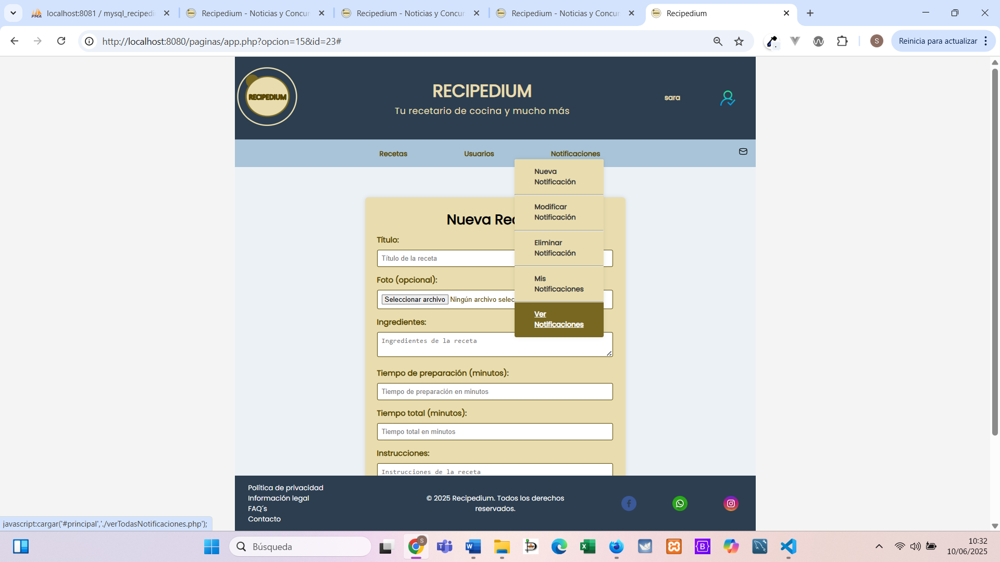 localhost:8081 / mysql_recipedi
Recipedium - Noticias y Concur
Recipedium - Noticias y Concur
Recipedium - Noticias y Concur
Recipedium
http://localhost:8080/paginas/app.php?opcion=15&id=23#
S
Reinicia para actualizar
RECIPEDIUM
RECIPEDIUM
Tu recetario de cocina y mucho más
sara
Recetas
Usuarios
Notificaciones
Nueva
Notificación
Modificar
Notificación
Eliminar
Notificación
Mis
Notificaciones
Ver
Notificaciones
Nueva Rec
Título:
Título de la receta
Foto (opcional):
Seleccionar archivo
Ningún archivo selec
Ingredientes:
Ingredientes de la receta
Tiempo de preparación (minutos):
Tiempo de preparación en minutos
Tiempo total (minutos):
Tiempo total en minutos
Instrucciones:
Instrucciones de la receta
Política de privacidad
Información legal
FAQ´s
Contacto
© 2025 Recipedium. Todos los derechos
reservados.
javascript:cargar('#principal','./verTodasNotificaciones.php');
Búsqueda
10:32
10/06/2025